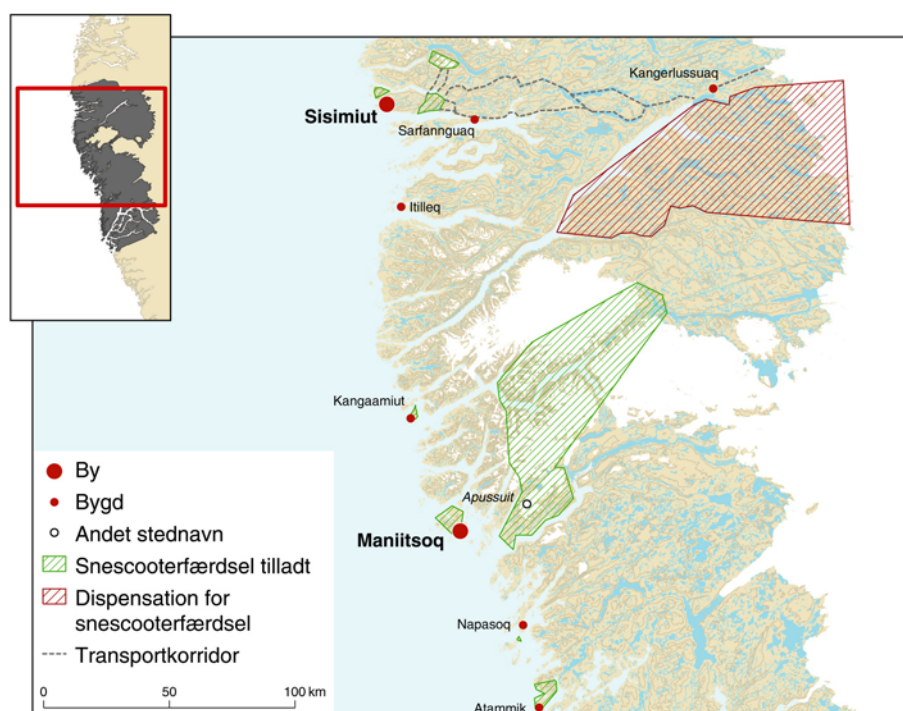 Kangerlussuaq
Sisimiut
Sarfannguaq
Itilleq
Kangaamiut
Apussuit
Maniitsoq
Napasoq
Atammik
By
Bygd
Andet stednavn
Snescooterfærdsel tilladt
Dispensation for
snescooterfærdsel
Transportkorridor
0 50 100 km